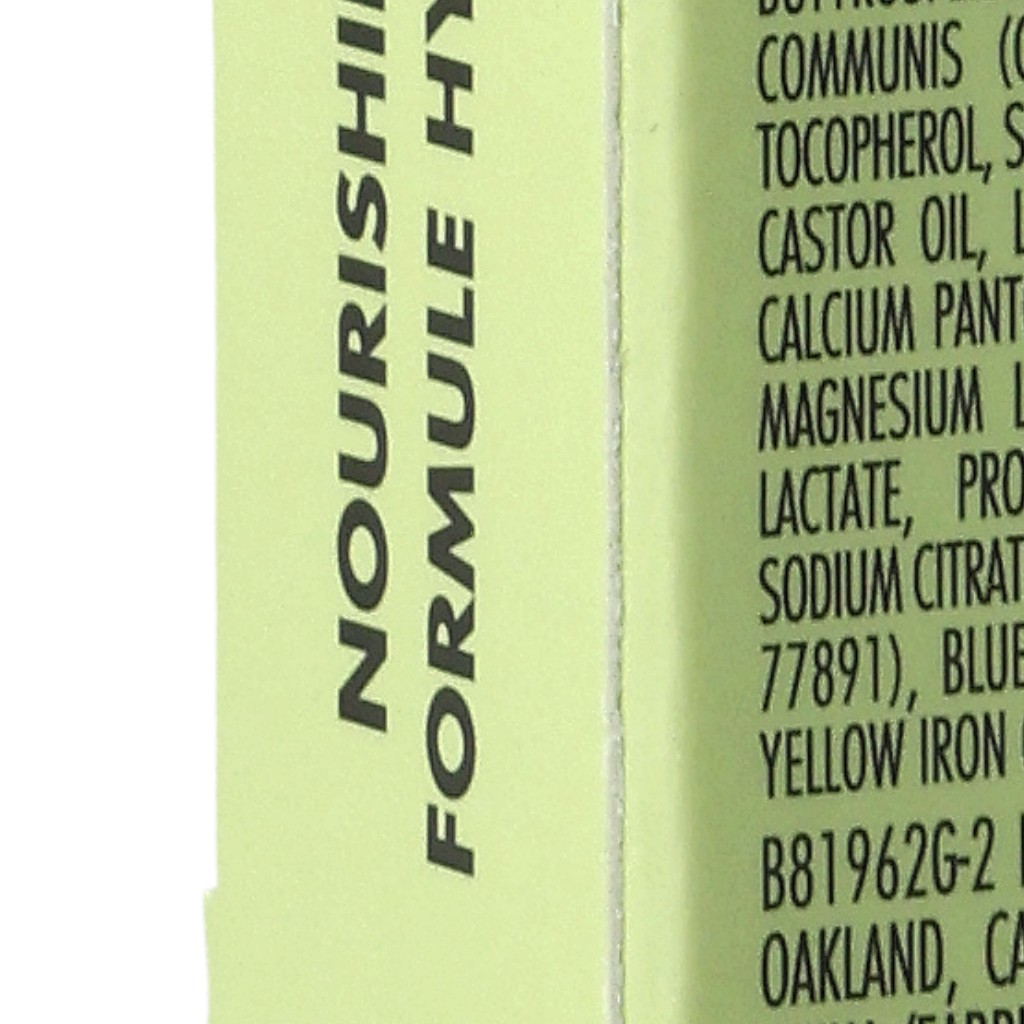 NOURISHI
FORMULE HY
COMMUNIS (C
TOCOPHEROL, S
CASTOR OIL, L
CALCIUM PANT
MAGNESIUM L
LACTATE, PRO
SODIUM CITRAT
77891), BLUE
YELLOW IRON
B81962G-2
OAKLAND, CA